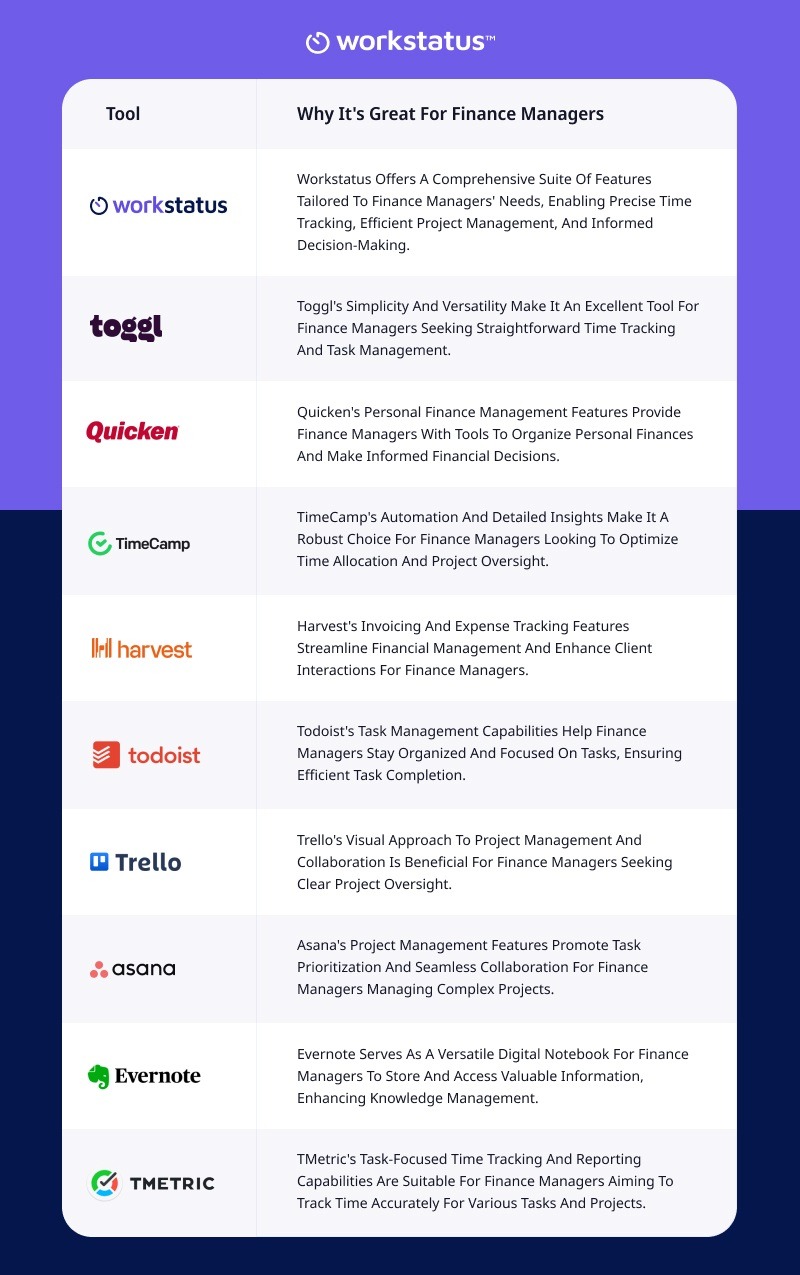 workstatus™
Tool
Why It's Great For Finance Managers
workstatus
Workstatus Offers A Comprehensive Suite Of Features
Tailored To Finance Managers' Needs, Enabling Precise Time
Tracking, Efficient Project Management, And Informed
Decision-Making.
toggl
Toggl's Simplicity And Versatility Make It An Excellent Tool For
Finance Managers Seeking Straightforward Time Tracking
And Task Management.
Quicken
Quicken's Personal Finance Management Features Provide
Finance Managers With Tools To Organize Personal Finances
And Make Informed Financial Decisions.
TimeCamp
TimeCamp's Automation And Detailed Insights Make It A
Robust Choice For Finance Managers Looking To Optimize
Time Allocation And Project Oversight.
harvest
Harvest's Invoicing And Expense Tracking Features
Streamline Financial Management And Enhance Client
Interactions For Finance Managers.
todoist
Todoist's Task Management Capabilities Help Finance
Managers Stay Organized And Focused On Tasks, Ensuring
Efficient Task Completion.
Trello
Trello's Visual Approach To Project Management And
Collaboration Is Beneficial For Finance Managers Seeking
Clear Project Oversight.
asana
Asana's Project Management Features Promote Task
Prioritization And Seamless Collaboration For Finance
Managers Managing Complex Projects.
Evernote
Evernote Serves As A Versatile Digital Notebook For Finance
Managers To Store And Access Valuable Information,
Enhancing Knowledge Management.
TMETRIC
TMetric's Task-Focused Time Tracking And Reporting
Capabilities Are Suitable For Finance Managers Aiming To
Track Time Accurately For Various Tasks And Projects.